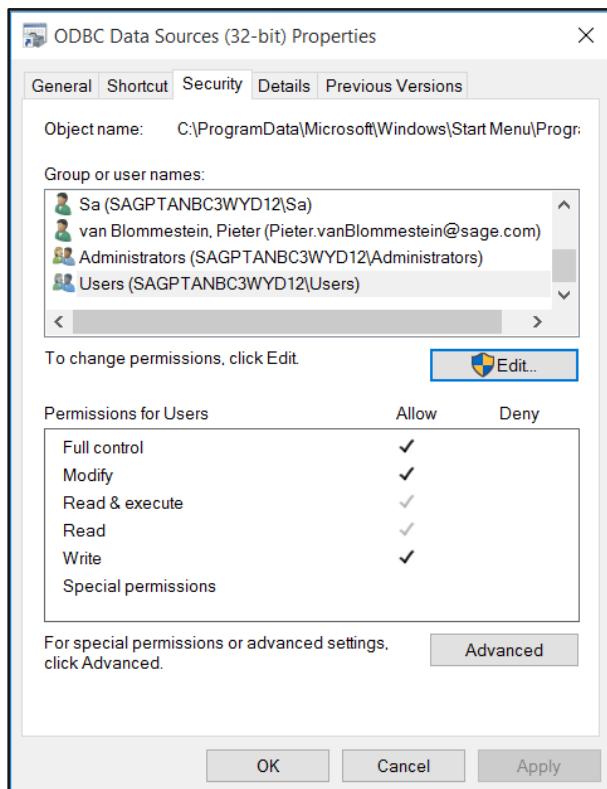 ODBC Data Sources (32-bit) Properties
General Shortcut Security Details Previous Versions
Object name: C:\ProgramData\Microsoft\Windows\Start Menu\Progra
Group or user names:
Sa (SAGPTANBC3WYD12\Sa)
van Blommestein, Pieter (Pieter.vanBlommestein@sage.com)
Administrators (SAGPTANBC3WYD12\Administrators)
Users (SAGPTANBC3WYD12\Users)
To change permissions, click Edit.
Edit...
Permissions for Users Allow Deny
Full control
Modify
Read & execute
Read
Write
Special permissions
For special permissions or advanced settings,
click Advanced.
Advanced
OK Cancel Apply